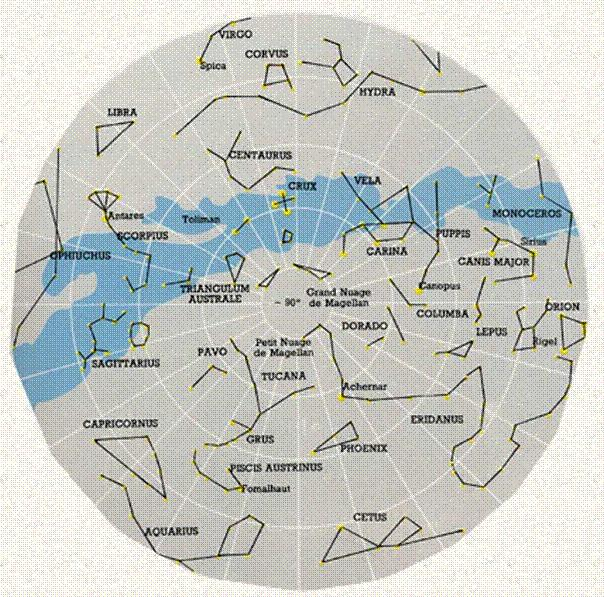 VIRGO
Spica
CORVUS
HYDRA
LIBRA
CENTAURUS
CRUX
VELA
Antares
Toliman
MONOCEROS
SCORPIUS
PUPPIS
Sirius
OPHIUCHUS
CARINA
CANIS MAJOR
TRIANGULUM
AUSTRALE
Canopus
Grand Nuage
de Magellan
- 90°
COLUMBA
ORION
DORADO
LEPUS
Rigel
Petit Nuage
de Magellan
PAVO
SAGITTARIUS
TUCANA
Achernar
CAPRICORNUS
ERIDANUS
GRUS
PHOENIX
PISCIS AUSTRINUS
Fomalhaut
CETUS
AQUARIUS